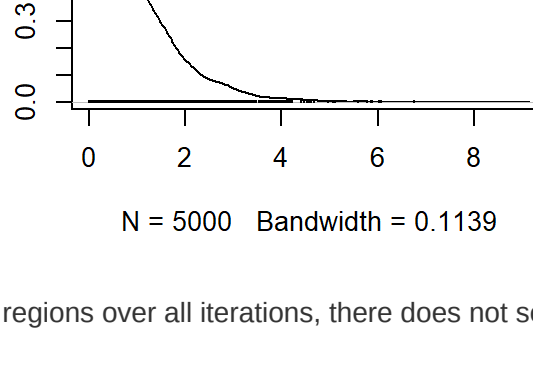 0.3
0.0
0 2 4 6 8
N = 5000 Bandwidth = 0.1139
regions over all iterations, there does not